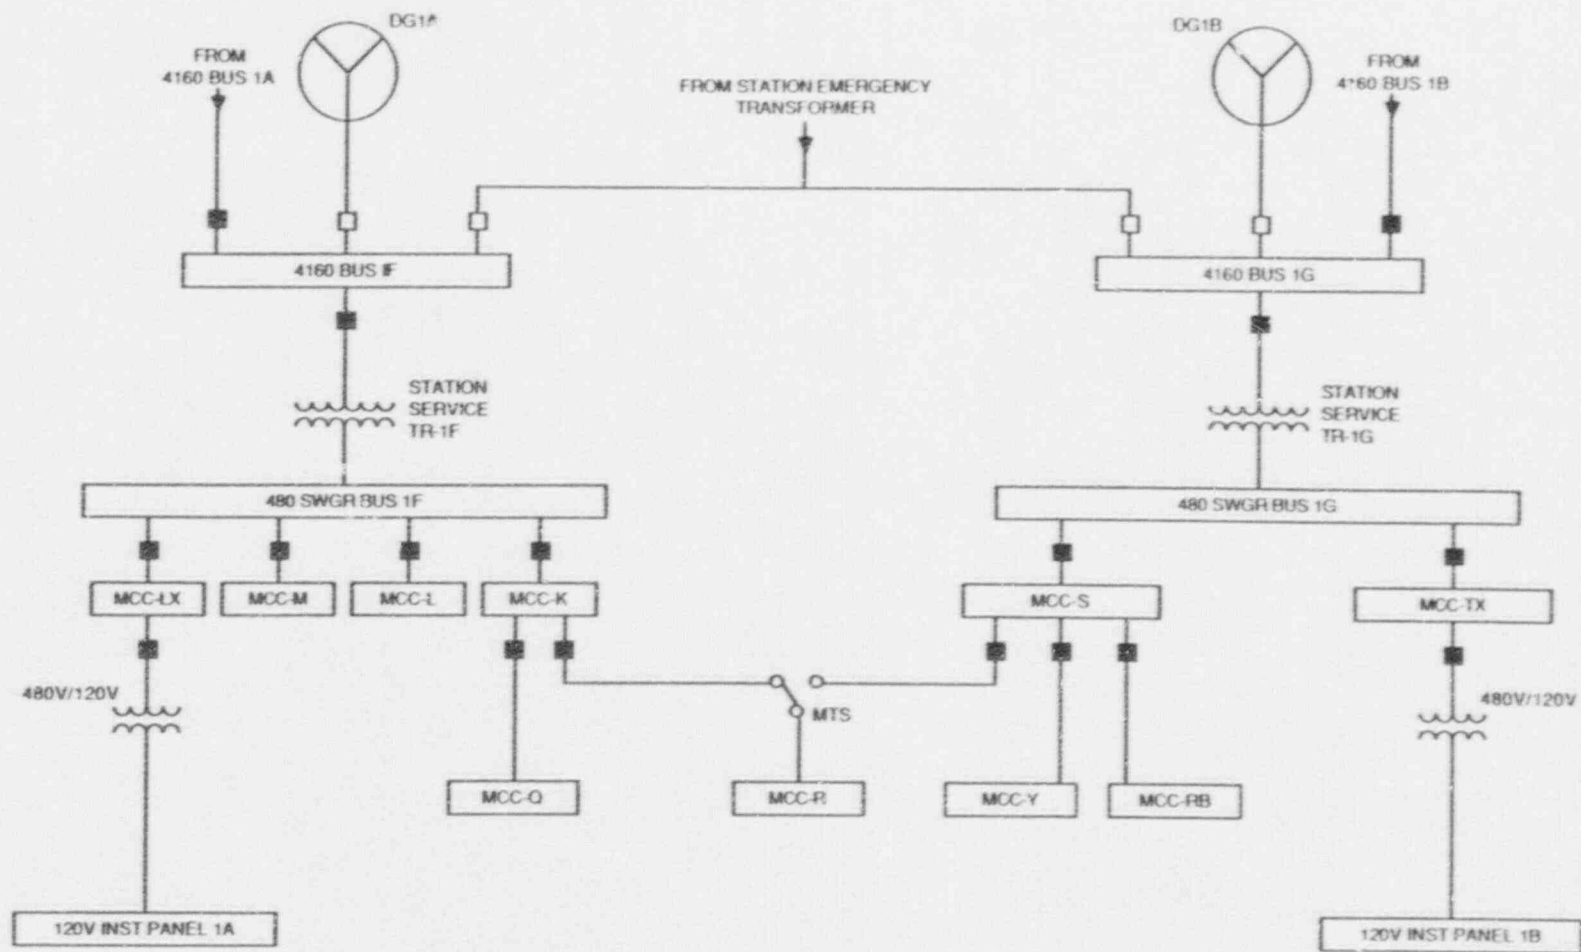 DG1A
DG1B
FROM
4160 BUS 1A
FROM STATION EMERGENCY
TRANSFORMER
FROM
4160 BUS 1B
4160 BUS IF
4160 BUS 1G
STATION
SERVICE
TR-1F
STATION
SERVICE
TR-1G
480 SWGR BUS 1F
480 SWGR BUS 1G
MCC-LX
MCC-M
MCC-L
MCC-K
MCC-S
MCC-TX
480V/120V
MTS
480V/120V
MCC-Q
MCC-R
MCC-Y
MCC-RB
120V INST PANEL 1A
120V INST PANEL 1B